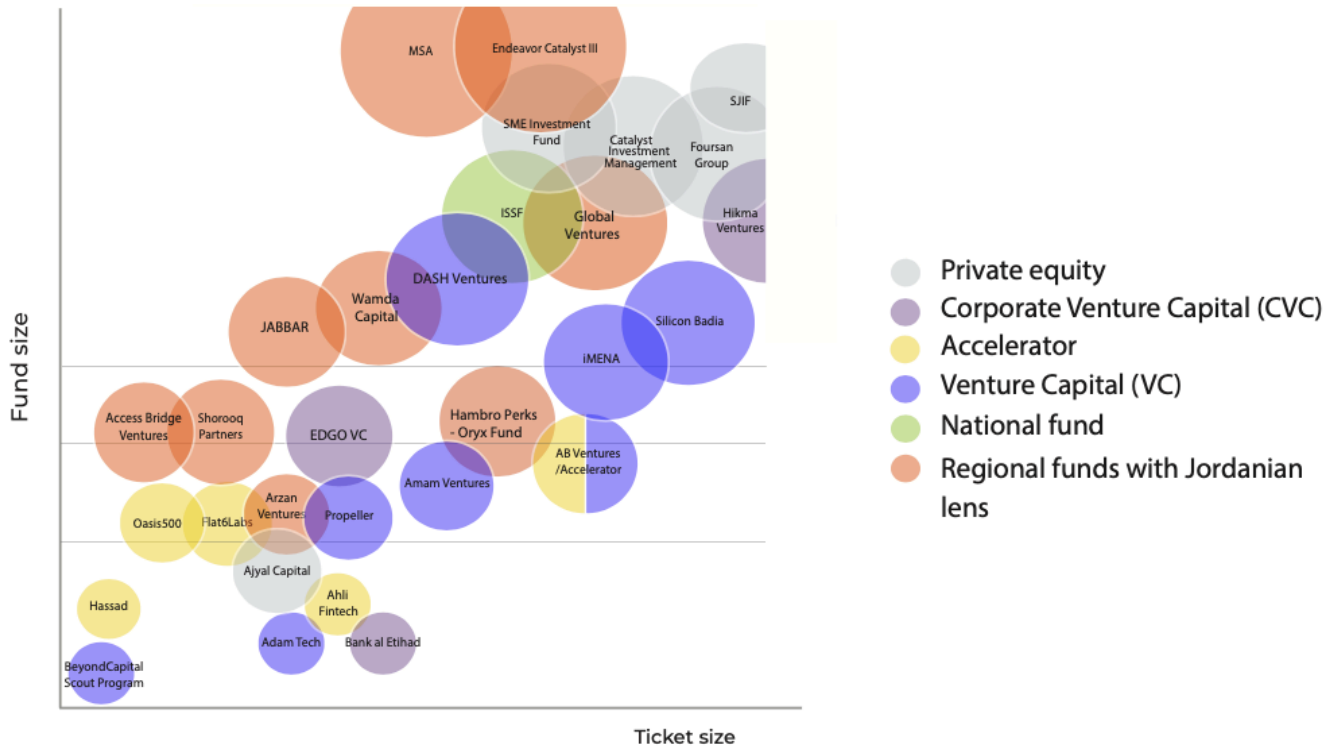 MSA
Endeavor Catalyst III
SJIF
SME Investment
Fund
Catalyst
Investment
Management
Foursan
Group
ISSF
Global
Ventures
Hikma
Ventures
DASH Ventures
Wamda
Capital
JABBAR
Silicon Badia
iMENA
Access Bridge
Ventures
Shorooq
Partners
EDGO VC
Hambro Perks
- Oryx Fund
AB Ventures
/Accelerator
Amam Ventures
Oasis500
Flat6Labs
Arzan
Ventures
Propeller
Ajyal Capital
Hassad
Ahli
Fintech
Adam Tech
Bank al Etihad
BeyondCapital
Scout Program
Fund size
Ticket size
Private equity
Corporate Venture Capital (CVC)
Accelerator
Venture Capital (VC)
National fund
Regional funds with Jordanian
lens